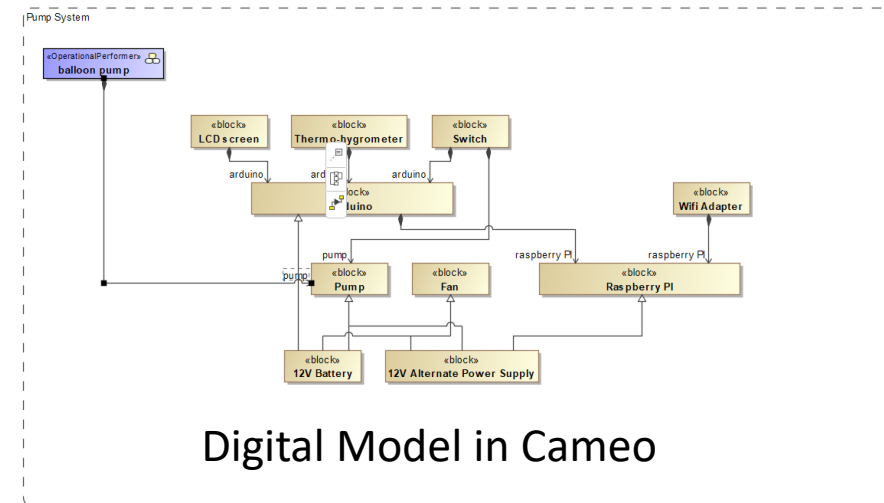 Pump System
«OperationalPerformer»
balloon pump
«block»
LCD screen
«block»
Thermo-hygrometer
«block»
Switch
arduino
ard
arduino
«block»
Wifi Adapter
pump
raspberry PI
raspberry PI
pump
«block»
Pump
«block»
Fan
«block»
Raspberry PI
«block»
12V Battery
«block»
12V Alternate Power Supply
Digital Model in Cameo